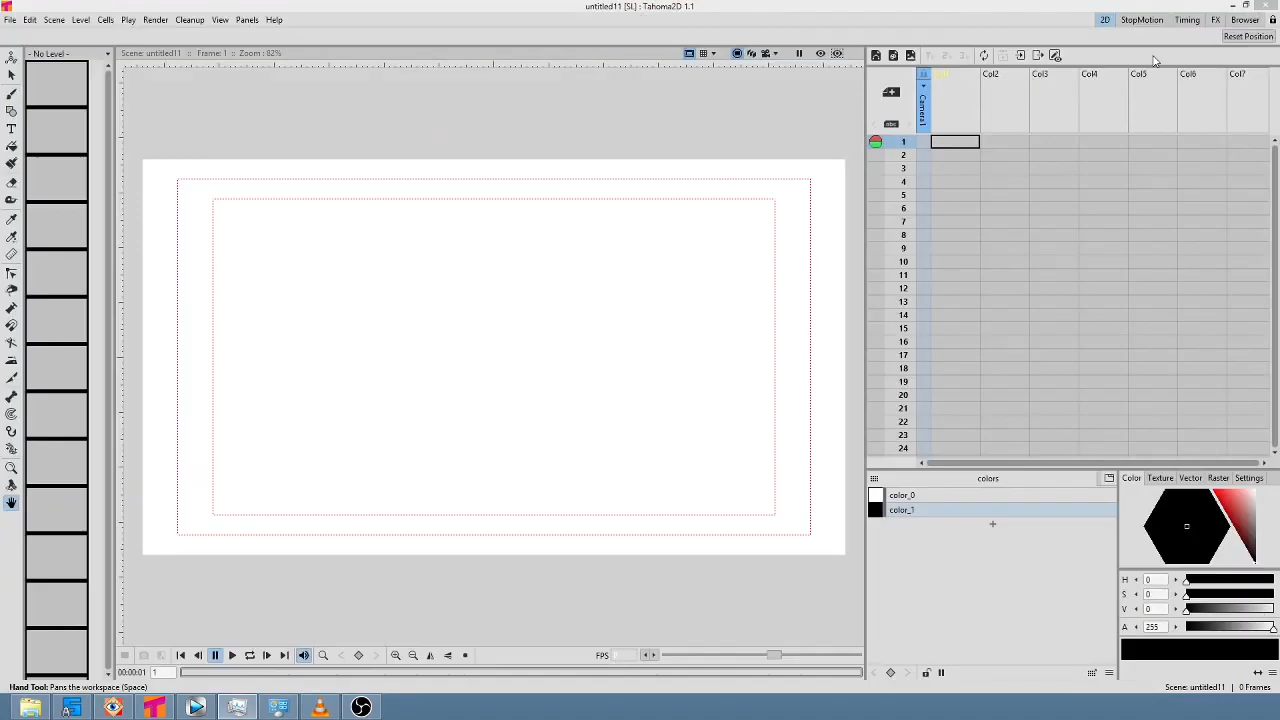 untitled11 [SL] : Tahoma2D 1.1
File Edit Scene Level Cells Play Render Cleanup View Panels Help
2D StopMotion Timing FX Browser
Reset Position
- No Level -
Scene: untitled11 :: Frame: 1 :: Zoom : 82%
Col2 Col3 Col4 Col5 Col6 Col7
Camera1
abc
1
2
3
4
5
6
7
8
9
10
11
12
13
14
15
16
17
18
19
20
21
22
23
24
colors
Color Texture Vector Raster Settings
color_0
color_1
H 0
S 0
V 0
A 255
FPS
00:00:01 1
Hand Tool: Pans the workspace (Space)
Scene: untitled11 | 0 Frames